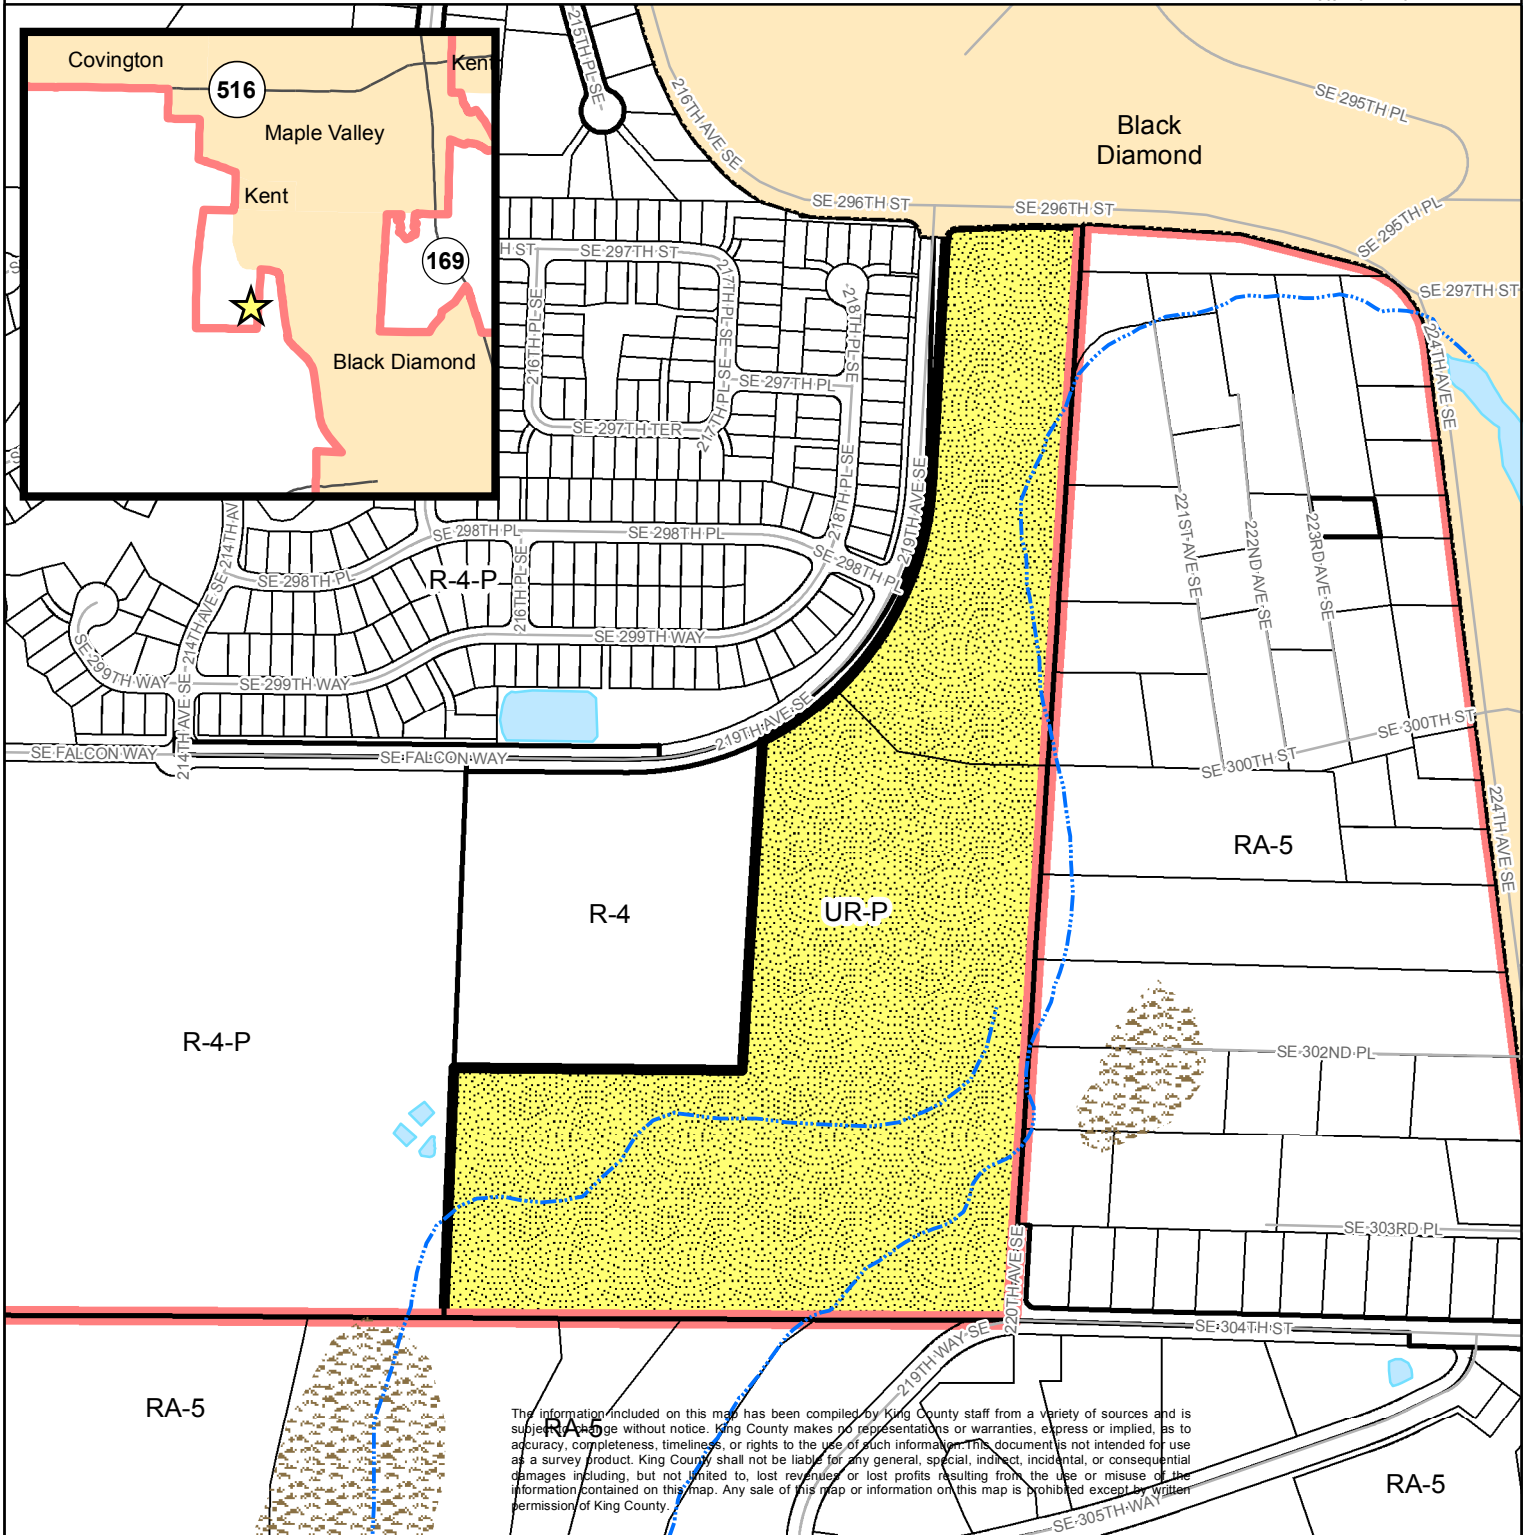 Covington
Kent
516
Maple Valley
Kent
169
Black Diamond
215TH PL SE
216TH AVE SE
SE 295TH PL
Black
Diamond
SE 296TH ST
SE 296TH ST
SE 295TH PL
H ST
SE 297TH ST
SE 297TH ST
217TH PL SE
218TH PL SE
216TH PL SE
224TH AVE SE
SE 297TH PL
SE 297TH TER
217TH PL SE
218TH PL SE
219TH AVE SE
214TH AV
SE 298TH PL
SE 298TH PL
SE 298TH PL
SE 298TH PL
R-4-P
216TH PL SE
221ST AVE SE
222ND AVE SE
223RD AVE SE
214TH AVE SE
SE 299TH WAY
SE 299TH WAY
SE 299TH WAY
214TH AVE SE
219TH AVE SE
SE FALCON WAY
SE FALCON WAY
SE 300TH ST
SE 300TH ST
224TH AVE SE
RA-5
R-4
UR-P
R-4-P
SE 302ND PL
SE 303RD PL
220TH AVE SE
SE 304TH ST
219TH WAY SE
RA-5
RA-5
RA-5
SE 305TH WAY
The information included on this map has been compiled by King County staff from a variety of sources and is
subject to change without notice. King County makes no representations or warranties, express or implied, as to
accuracy, completeness, timeliness, or rights to the use of such information. This document is not intended for use
as a survey product. King County shall not be liable for any general, special, indirect, incidental, or consequential
damages including, but not limited to, lost revenues or lost profits resulting from the use or misuse of the
information contained on this map. Any sale of this map or information on this map is prohibited except by written
permission of King County.